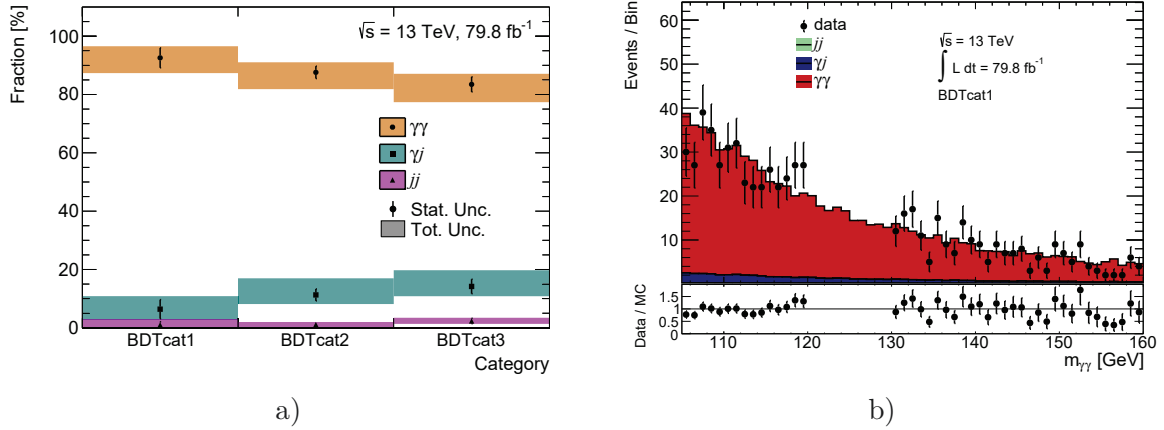 Fraction [%]
100
80
60
40
20
0
√s = 13 TeV, 79.8 fb⁻¹
γγ
γj
jj
Stat. Unc.
Tot. Unc.
BDTcat1 BDTcat2 BDTcat3
Category
a)
Events / Bin
60
50
40
30
20
10
data
jj
γj
γγ
√s = 13 TeV
∫ L dt = 79.8 fb⁻¹
BDTcat1
Data / MC
1.5
1
0.5
0
110 120 130 140 150 160
m_γγ [GeV]
b)